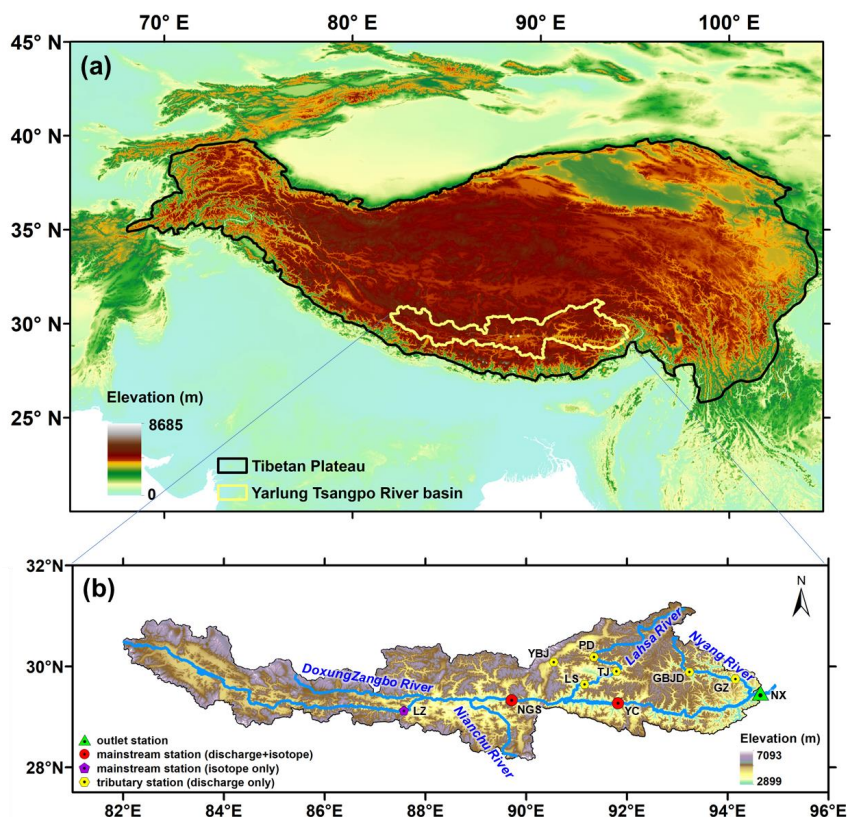 70° E 80° E 90° E 100° E
45° N
(a)
40° N
35° N
30° N
25° N
Elevation (m)
8685
0
Tibetan Plateau
Yarlung Tsangpo River basin
32° N
(b)
N
30° N
28° N
YBJ
PD
Lahsa River
Nyang River
TJ
LS
GBJD
GZ
NX
DoxungZangbo River
LZ
NGS
YC
Nianchu River
outlet station
mainstream station (discharge+isotope)
mainstream station (isotope only)
tributary station (discharge only)
Elevation (m)
7093
2899
82°E 84°E 86°E 88°E 90°E 92°E 94°E 96°E